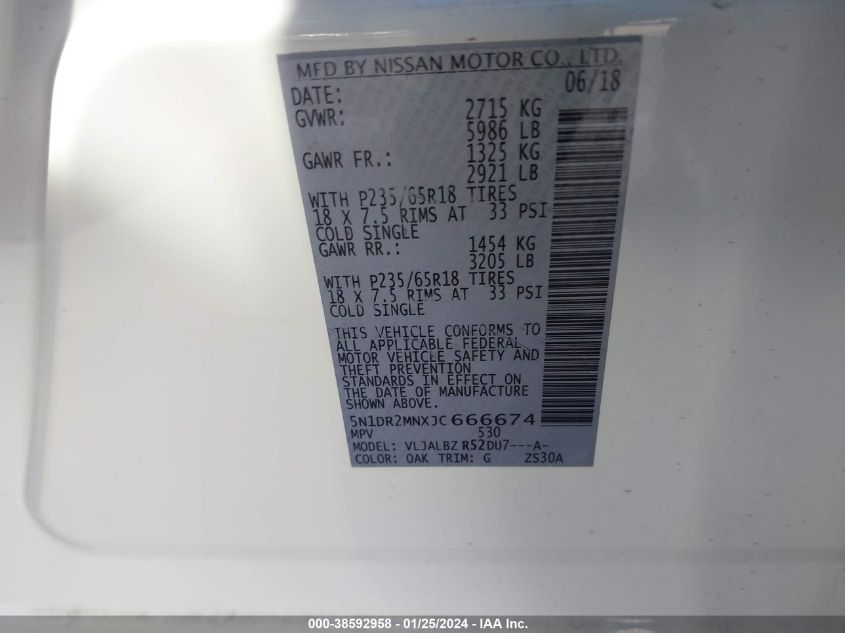 MFD BY NISSAN MOTOR CO., LTD.
DATE: 06/18
GVWR: 2715 KG
5986 LB
GAWR FR.: 1325 KG
2921 LB
WITH P235/65R18 TIRES
18 X 7.5 RIMS AT 33 PSI
COLD SINGLE
GAWR RR.: 1454 KG
3205 LB
WITH P235/65R18 TIRES
18 X 7.5 RIMS AT 33 PSI
COLD SINGLE
THIS VEHICLE CONFORMS TO
ALL APPLICABLE FEDERAL
MOTOR VEHICLE SAFETY AND
THEFT PREVENTION
STANDARDS IN EFFECT ON
THE DATE OF MANUFACTURE
SHOWN ABOVE.
5N1DR2MNXJC666674
MPV 530
MODEL: VLJALBZ R52DU7---A-
COLOR: QAK TRIM: G ZS30A
000-38592958 - 01/25/2024 - IAA Inc.